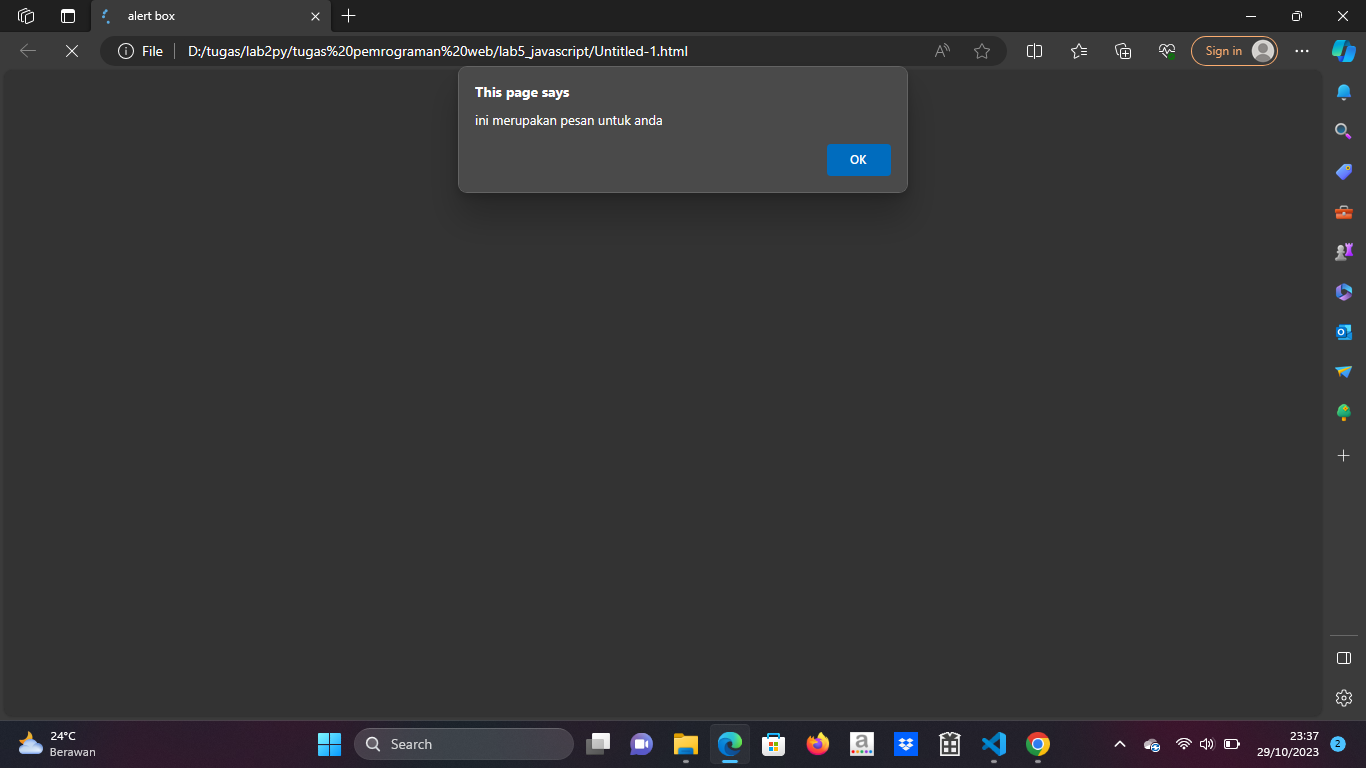 alert box
File
D:/tugas/lab2py/tugas%20pemrograman%20web/lab5_javascript/Untitled-1.html
Sign in
This page says
ini merupakan pesan untuk anda
OK
24°C
Berawan
Search
23:37
29/10/2023
2